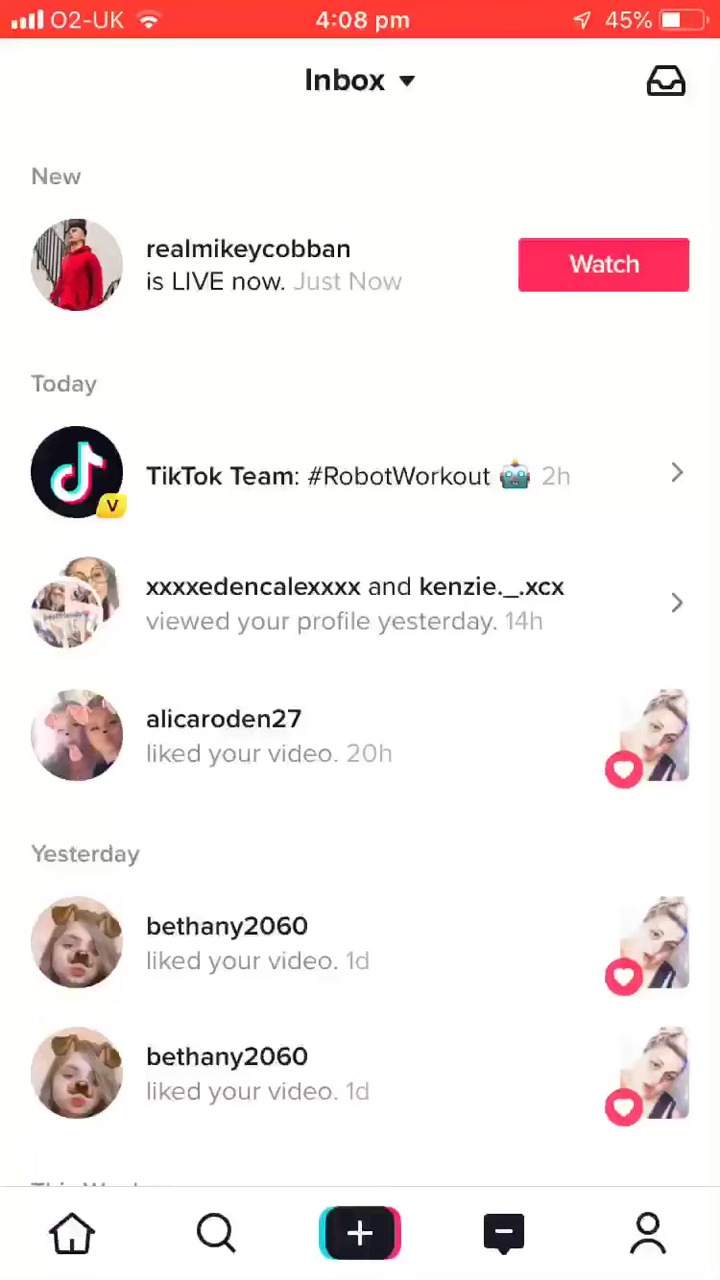 O2-UK 4:08 pm 45%
Inbox
New
realmikeycobban
is LIVE now. Just Now
Watch
Today
TikTok Team: #RobotWorkout 🤖 2h
V
xxxxedencalexxxx and kenzie._.xcx
viewed your profile yesterday. 14h
alicaroden27
liked your video. 20h
Yesterday
bethany2060
liked your video. 1d
bethany2060
liked your video. 1d